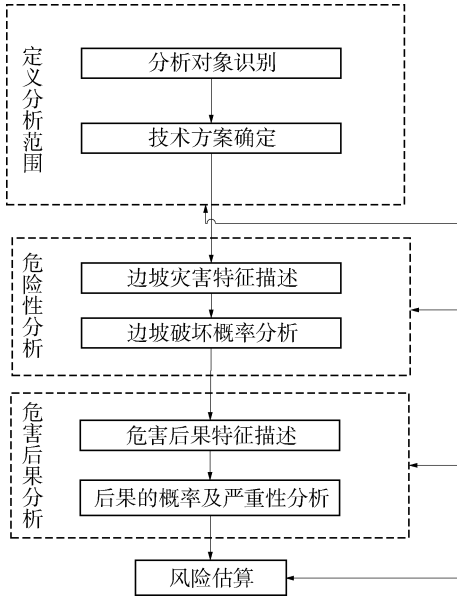 定义分析范围
分析对象识别
技术方案确定
危险性分析
边坡灾害特征描述
边坡破坏概率分析
危害后果分析
危害后果特征描述
后果的概率及严重性分析
风险估算